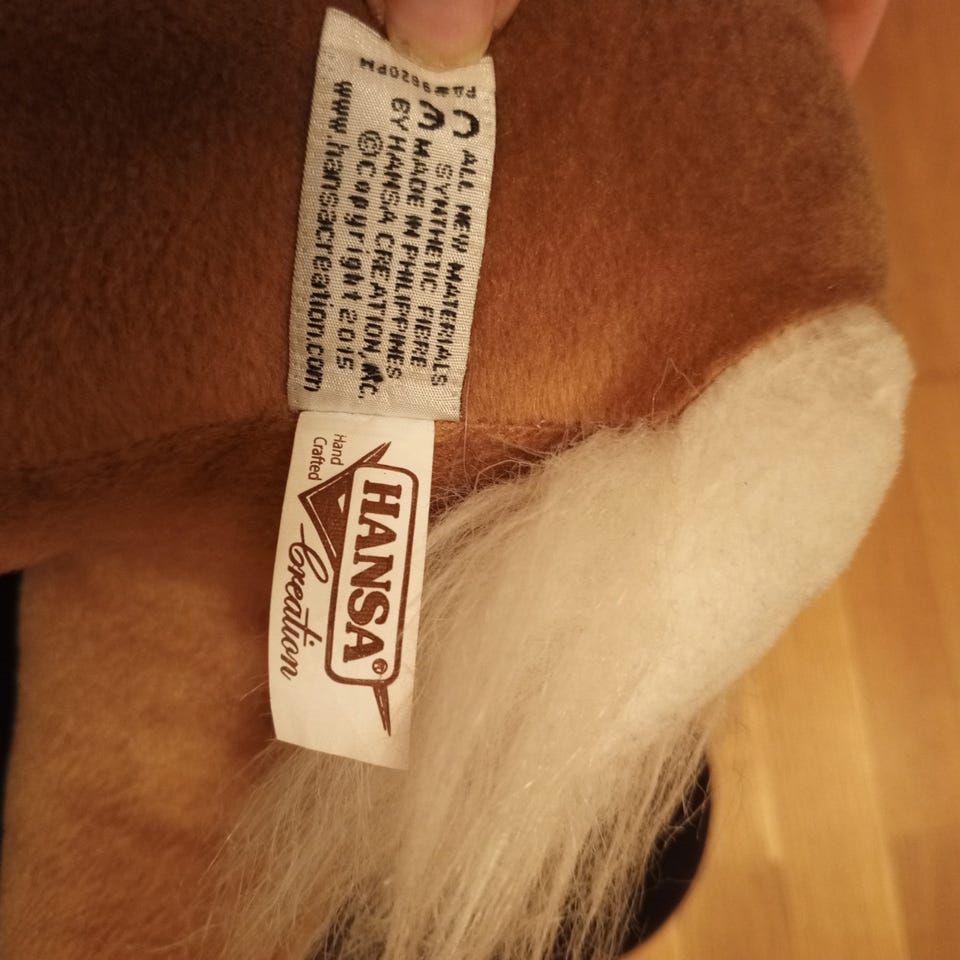 ALL NEW MATERIALS
SYNTHETIC FIBRE
CE MADE IN PHILIPPINES
BY HANSA CREATION, INC.
©Copyright 2015
www.hansacreation.com
HANSA®
Hand
Crafted
Creation